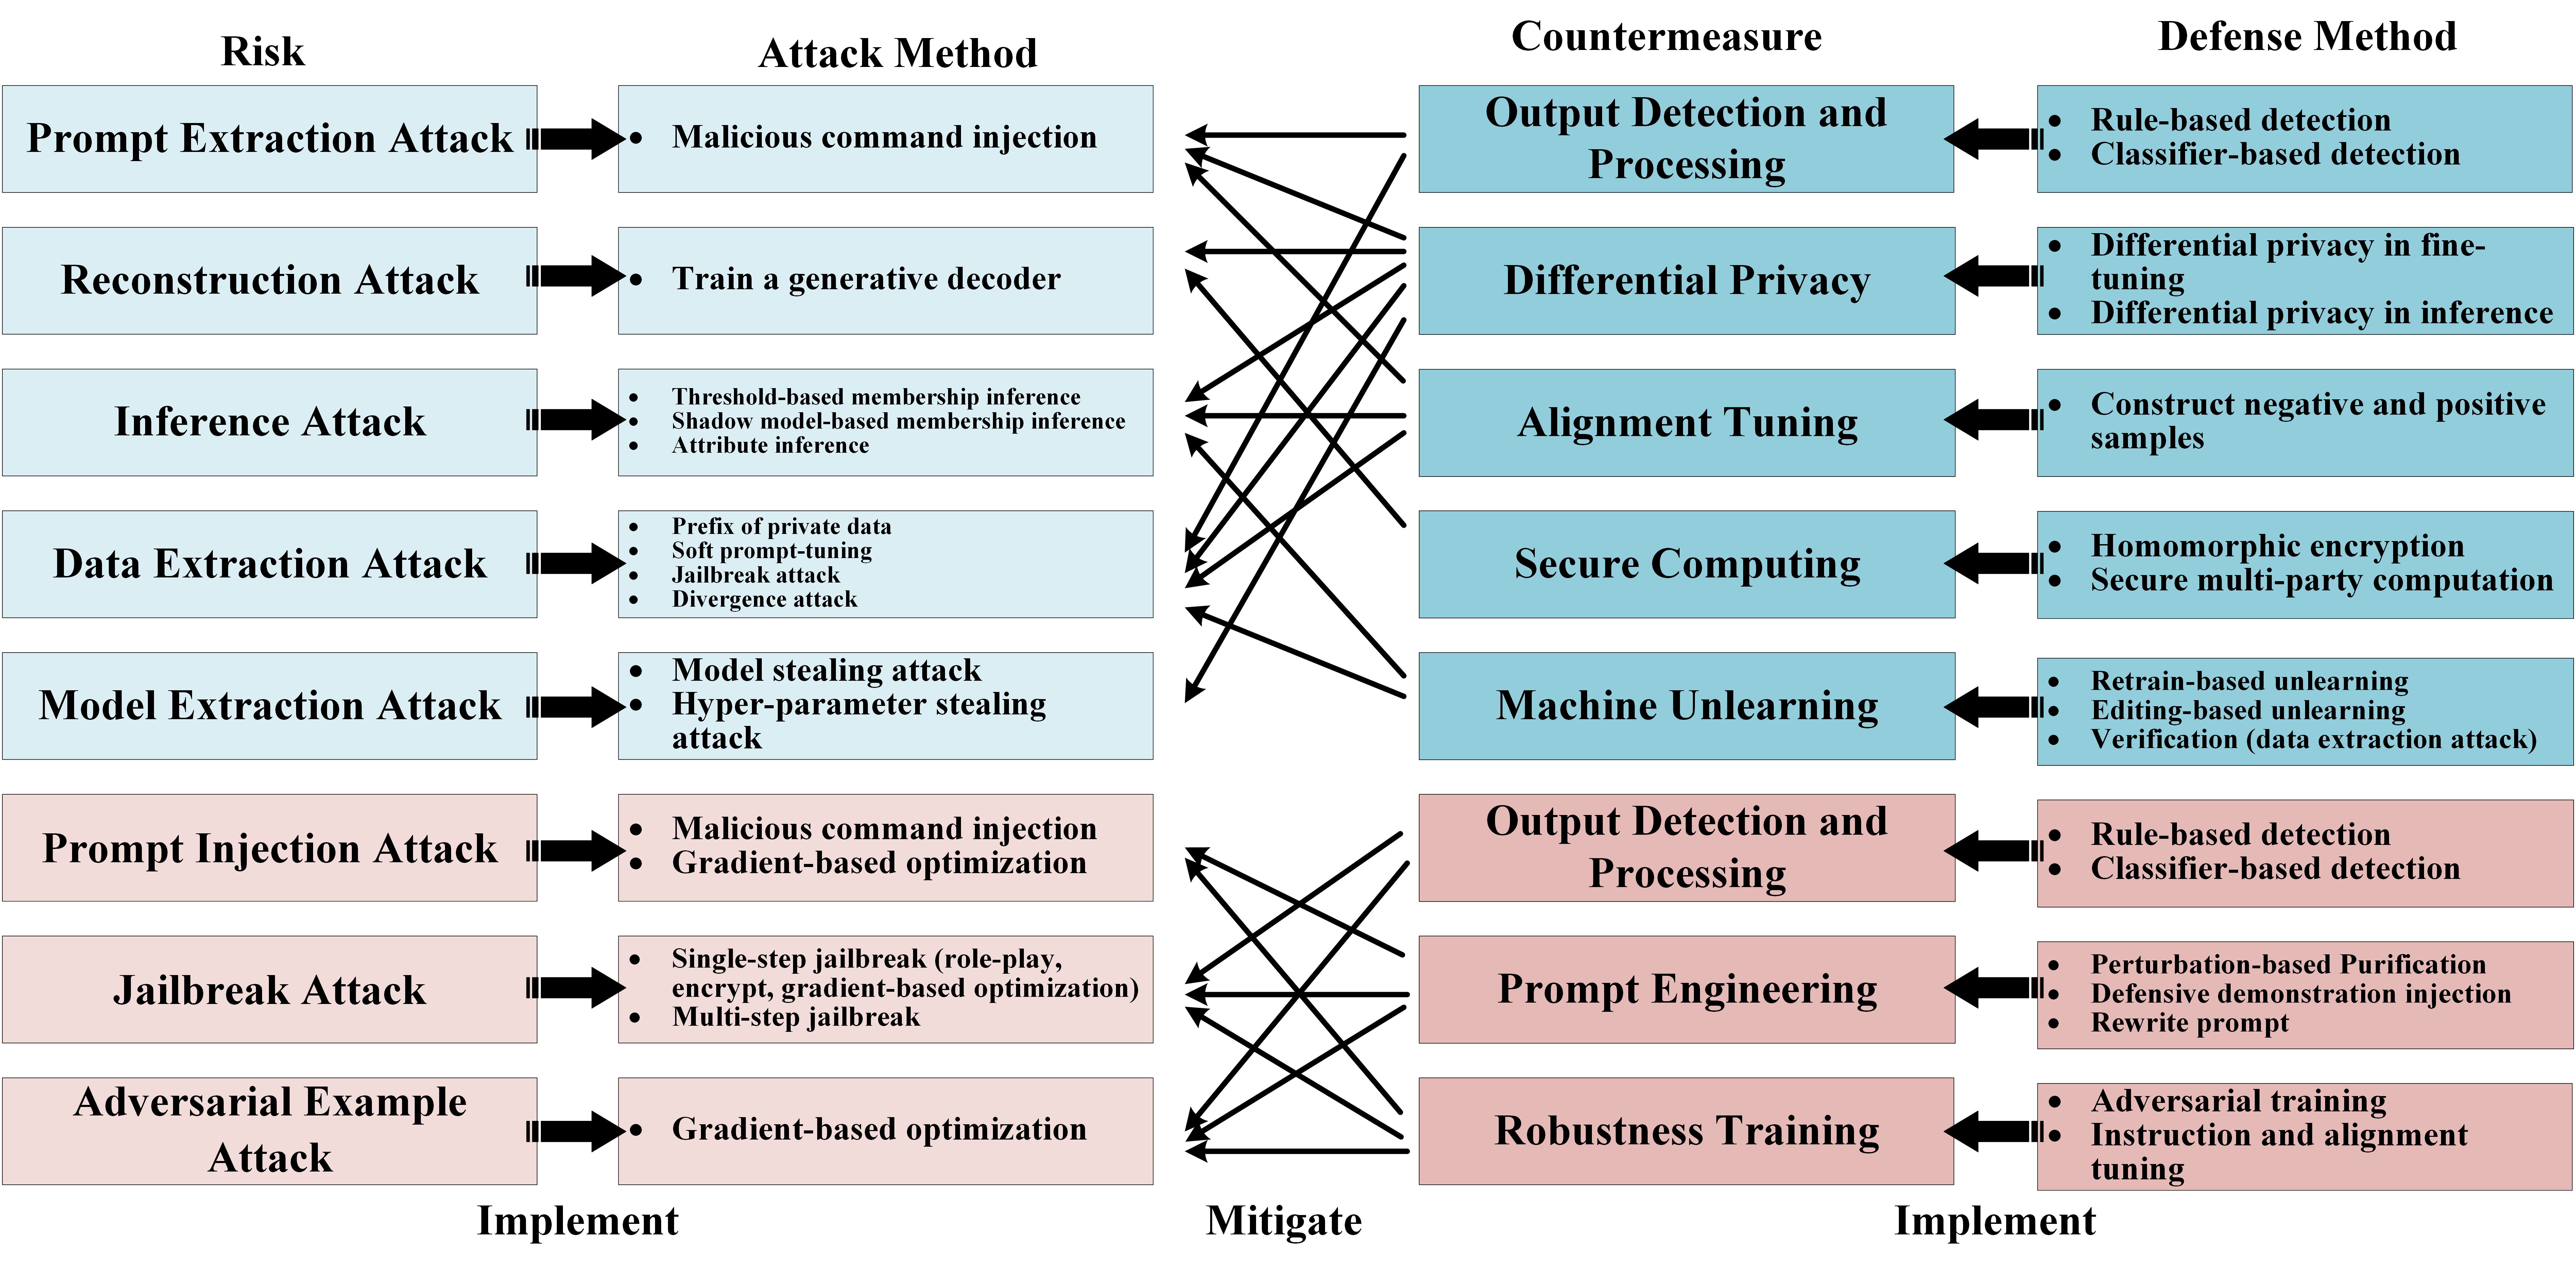 Risk
Attack Method
Countermeasure
Defense Method
Prompt Extraction Attack
• Malicious command injection
Output Detection and
Processing
• Rule-based detection
• Classifier-based detection
Reconstruction Attack
• Train a generative decoder
Differential Privacy
• Differential privacy in fine-
tuning
• Differential privacy in inference
Inference Attack
• Threshold-based membership inference
• Shadow model-based membership inference
• Attribute inference
Alignment Tuning
• Construct negative and positive
samples
Data Extraction Attack
• Prefix of private data
• Soft prompt-tuning
• Jailbreak attack
• Divergence attack
Secure Computing
• Homomorphic encryption
• Secure multi-party computation
Model Extraction Attack
• Model stealing attack
• Hyper-parameter stealing
attack
Machine Unlearning
• Retrain-based unlearning
• Editing-based unlearning
• Verification (data extraction attack)
Prompt Injection Attack
• Malicious command injection
• Gradient-based optimization
Output Detection and
Processing
• Rule-based detection
• Classifier-based detection
Jailbreak Attack
• Single-step jailbreak (role-play,
encrypt, gradient-based optimization)
• Multi-step jailbreak
Prompt Engineering
• Perturbation-based Purification
• Defensive demonstration injection
• Rewrite prompt
Adversarial Example
Attack
• Gradient-based optimization
Robustness Training
• Adversarial training
• Instruction and alignment
tuning
Implement
Mitigate
Implement